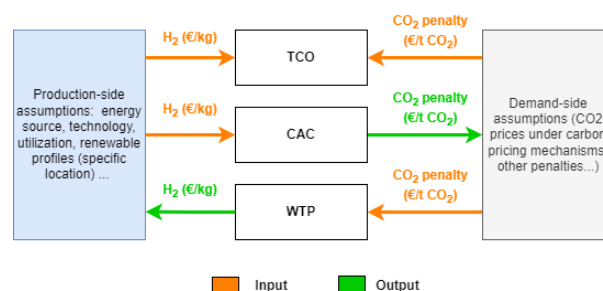 Production-side
assumptions: energy
source, technology,
utilization, renewable
profiles (specific
location) ...
H₂ (€/kg)
TCO
CO₂ penalty
(€/t CO₂)
H₂ (€/kg)
CAC
CO₂ penalty
(€/t CO₂)
H₂ (€/kg)
WTP
CO₂ penalty
(€/t CO₂)
Demand-side
assumptions (CO2
prices under carbon
pricing mechanisms,
other penalties...)
Input
Output